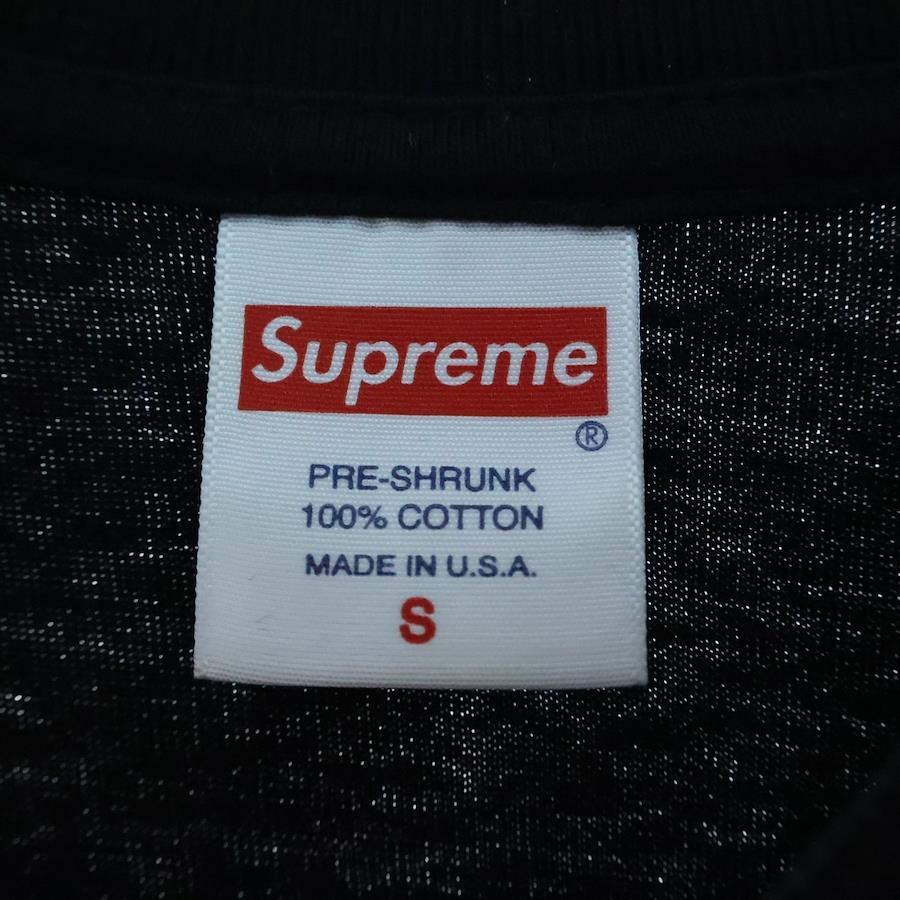 Supreme
®
PRE-SHRUNK
100% COTTON
MADE IN U.S.A.
S